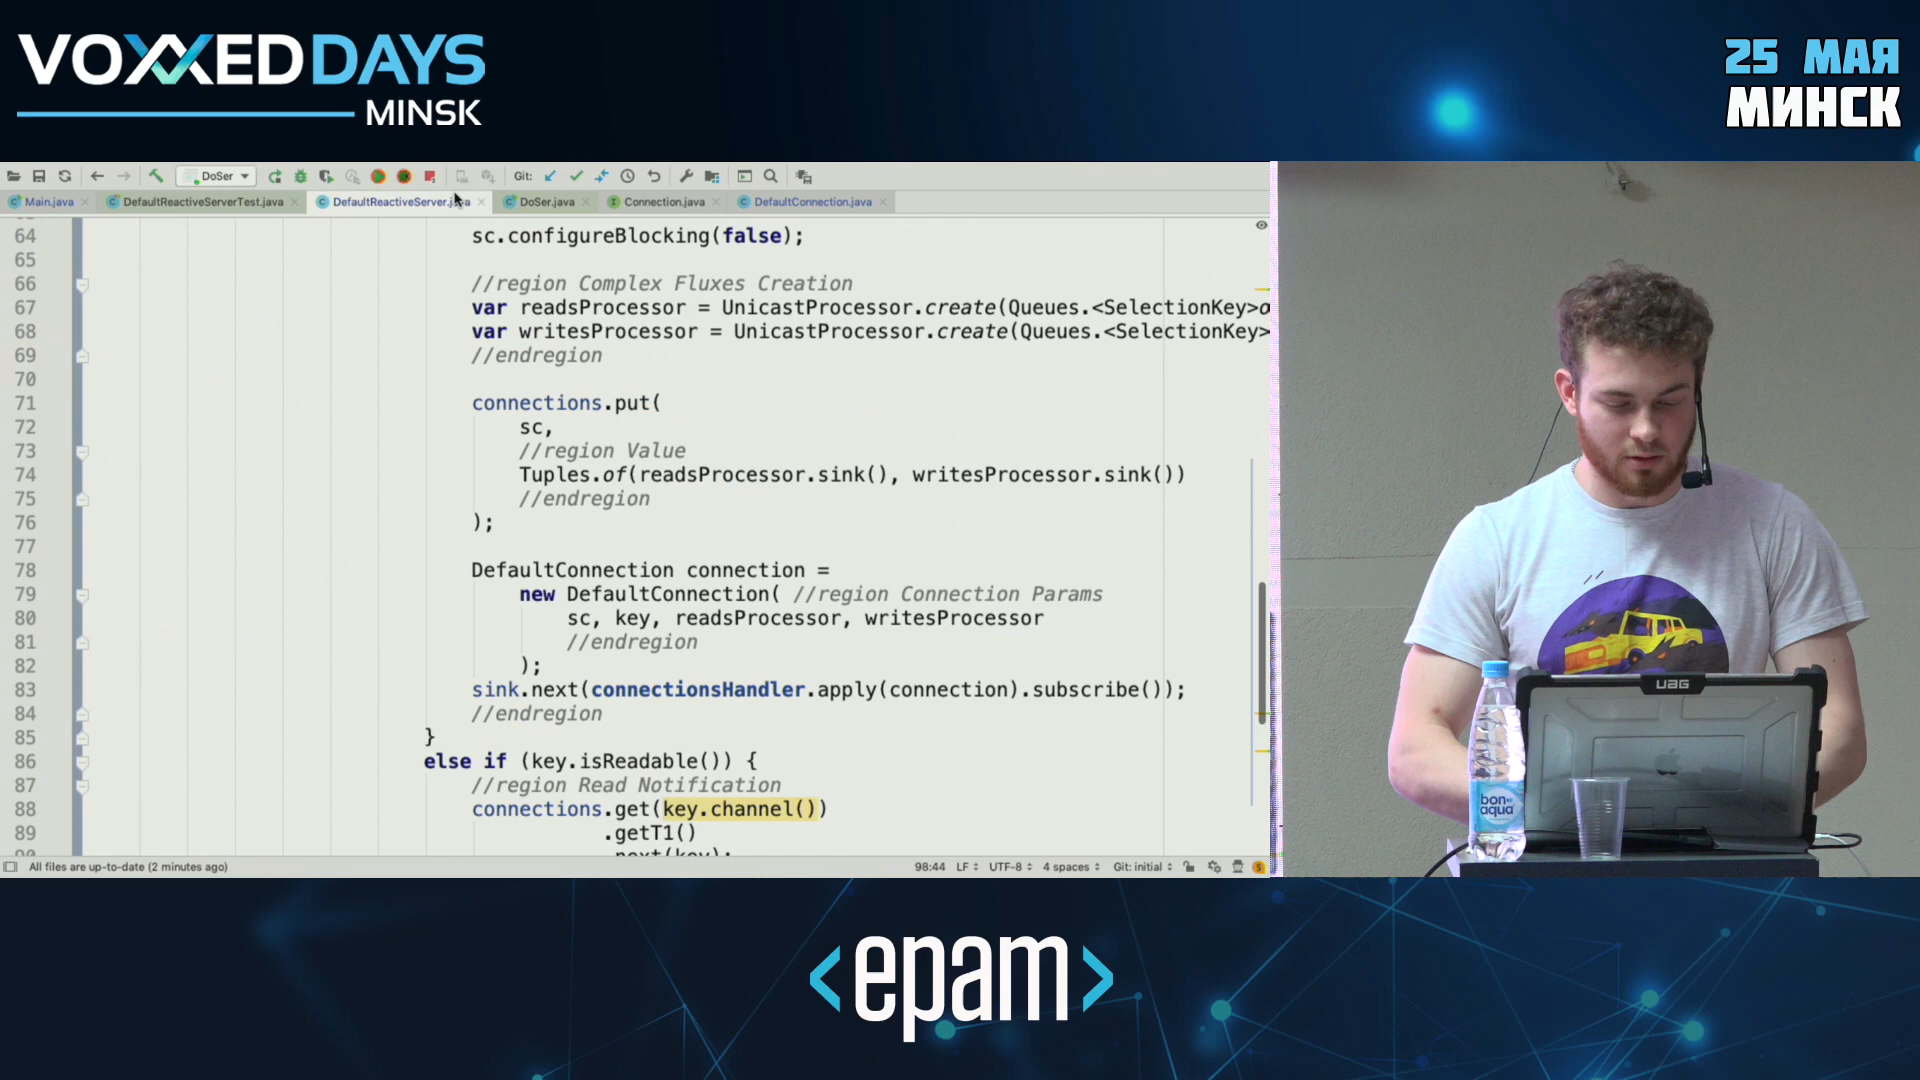 VOXXEDDAYS
MINSK
25 МАЯ
МИНСК
DoSer
Git:
Main.java
DefaultReactiveServerTest.java
DefaultReactiveServer.java
DoSer.java
Connection.java
DefaultConnection.java
64 sc.configureBlocking(false);
65
66 //region Complex Fluxes Creation
67 var readsProcessor = UnicastProcessor.create(Queues.<SelectionKey>o
68 var writesProcessor = UnicastProcessor.create(Queues.<SelectionKey>
69 //endregion
70
71 connections.put(
72 sc,
73 //region Value
74 Tuples.of(readsProcessor.sink(), writesProcessor.sink())
75 //endregion
76 );
77
78 DefaultConnection connection =
79 new DefaultConnection( //region Connection Params
80 sc, key, readsProcessor, writesProcessor
81 //endregion
82 );
83 sink.next(connectionsHandler.apply(connection).subscribe());
84 //endregion
85 }
86 else if (key.isReadable()) {
87 //region Read Notification
88 connections.get(key.channel())
89 .getT1()
.next(key);
All files are up-to-date (2 minutes ago)
98:44 LF UTF-8 4 spaces Git: initial
UAG
bon
aqua
<epam>